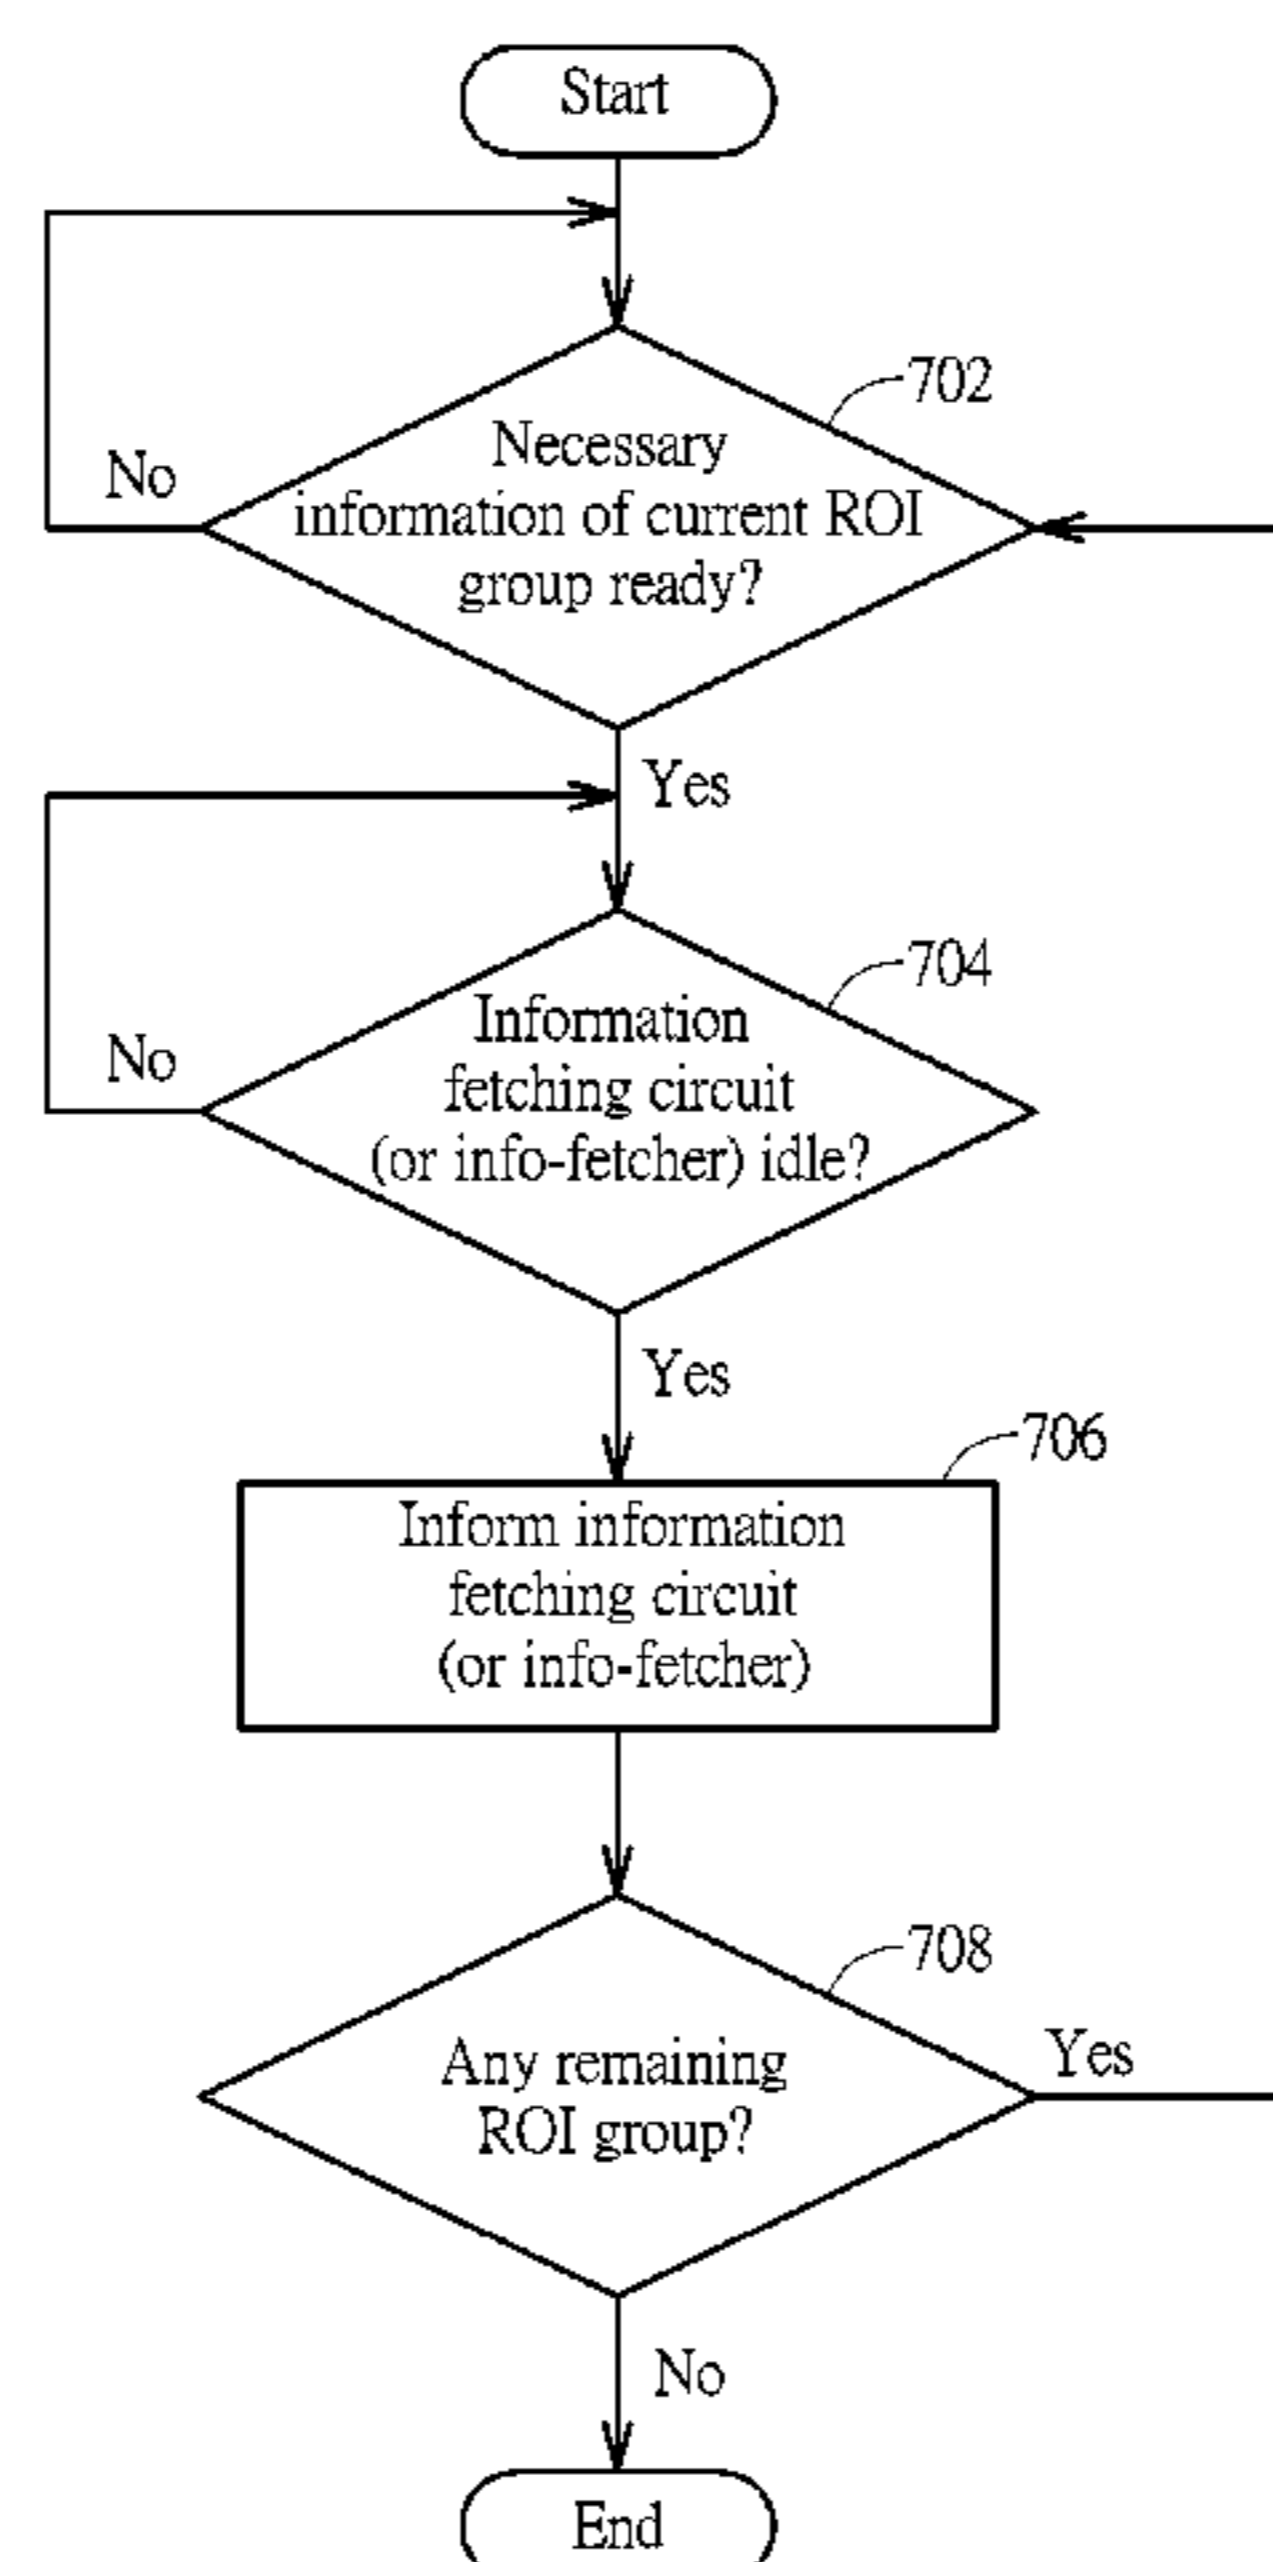 Start
702
Necessary
information of current ROI
group ready?
No
Yes
704
Information
fetching circuit
(or info-fetcher) idle?
No
Yes
706
Inform information
fetching circuit
(or info-fetcher)
708
Any remaining
ROI group?
Yes
No
End